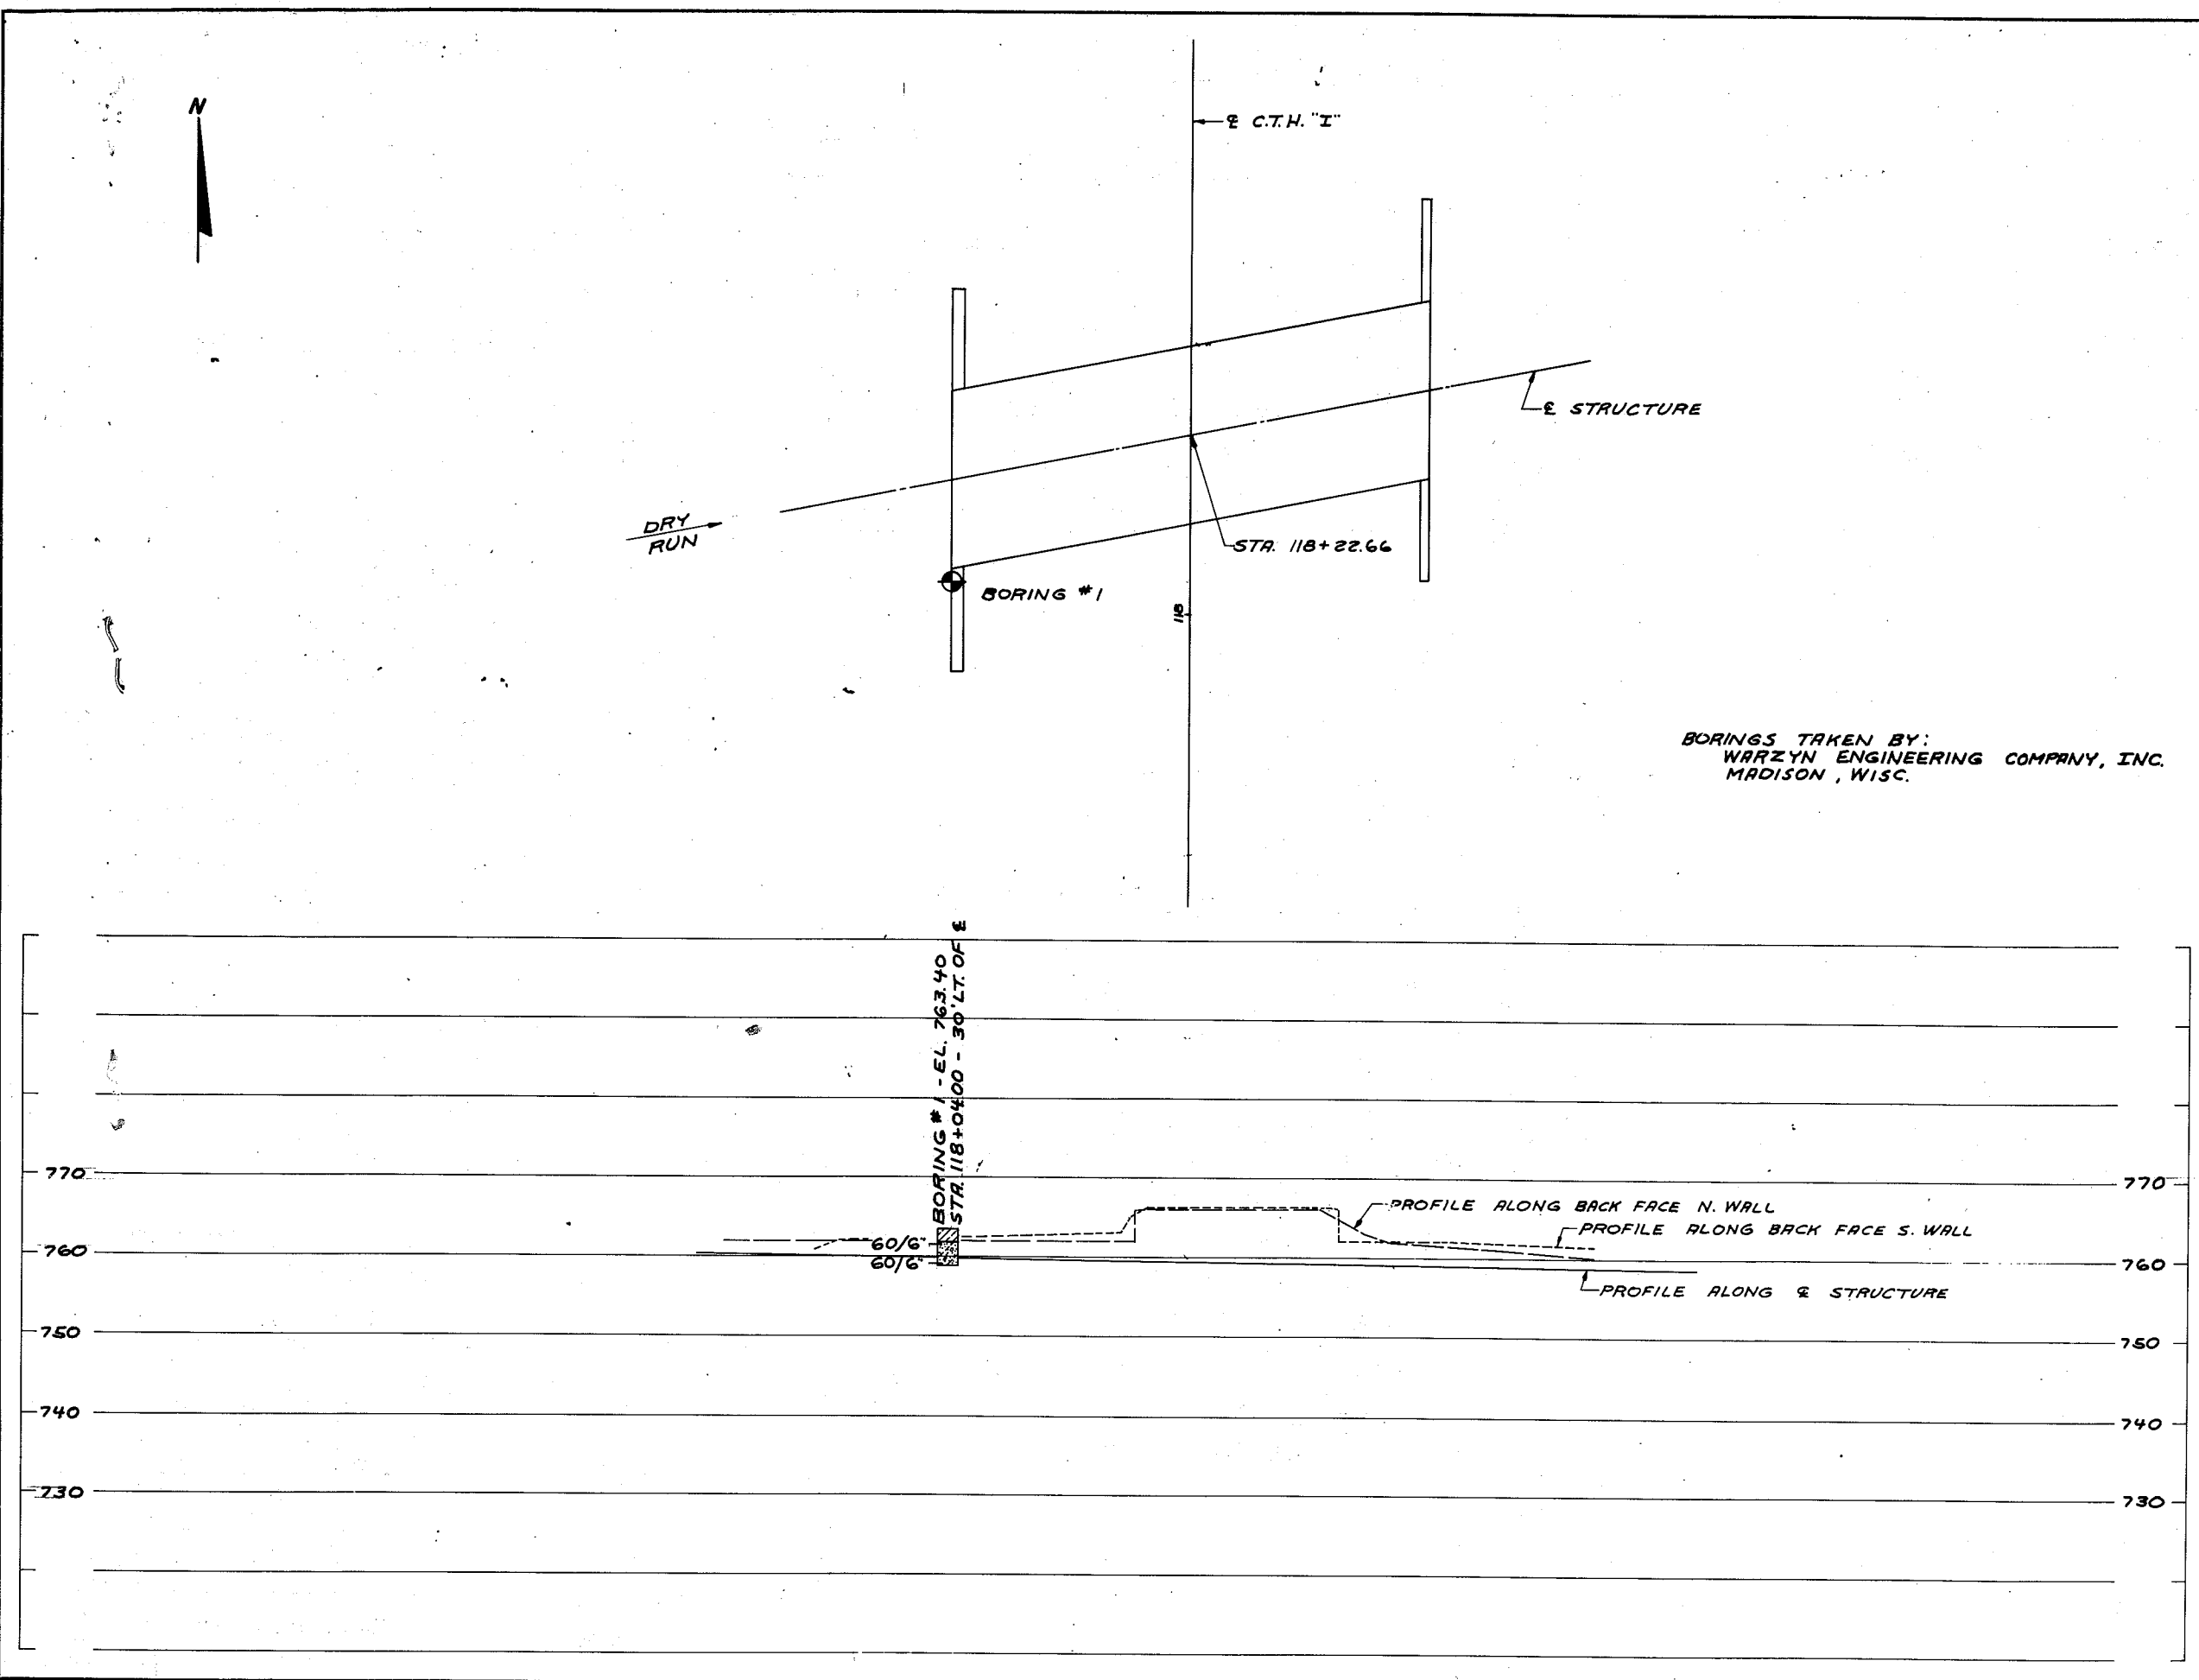 N
℄ C.T.H. "I"
℄ STRUCTURE
DRY
RUN
STA. 118+22.66
BORING #1
118
BORINGS TAKEN BY:
WARZYN ENGINEERING COMPANY, INC.
MADISON, WISC.
BORING #1 - EL. 763.40
STA. 118+04.00 - 30' LT. OF ℄
770
770
PROFILE ALONG BACK FACE N. WALL
PROFILE ALONG BACK FACE S. WALL
60/6"
760
760
60/6"
PROFILE ALONG ℄ STRUCTURE
750
750
740
740
730
730